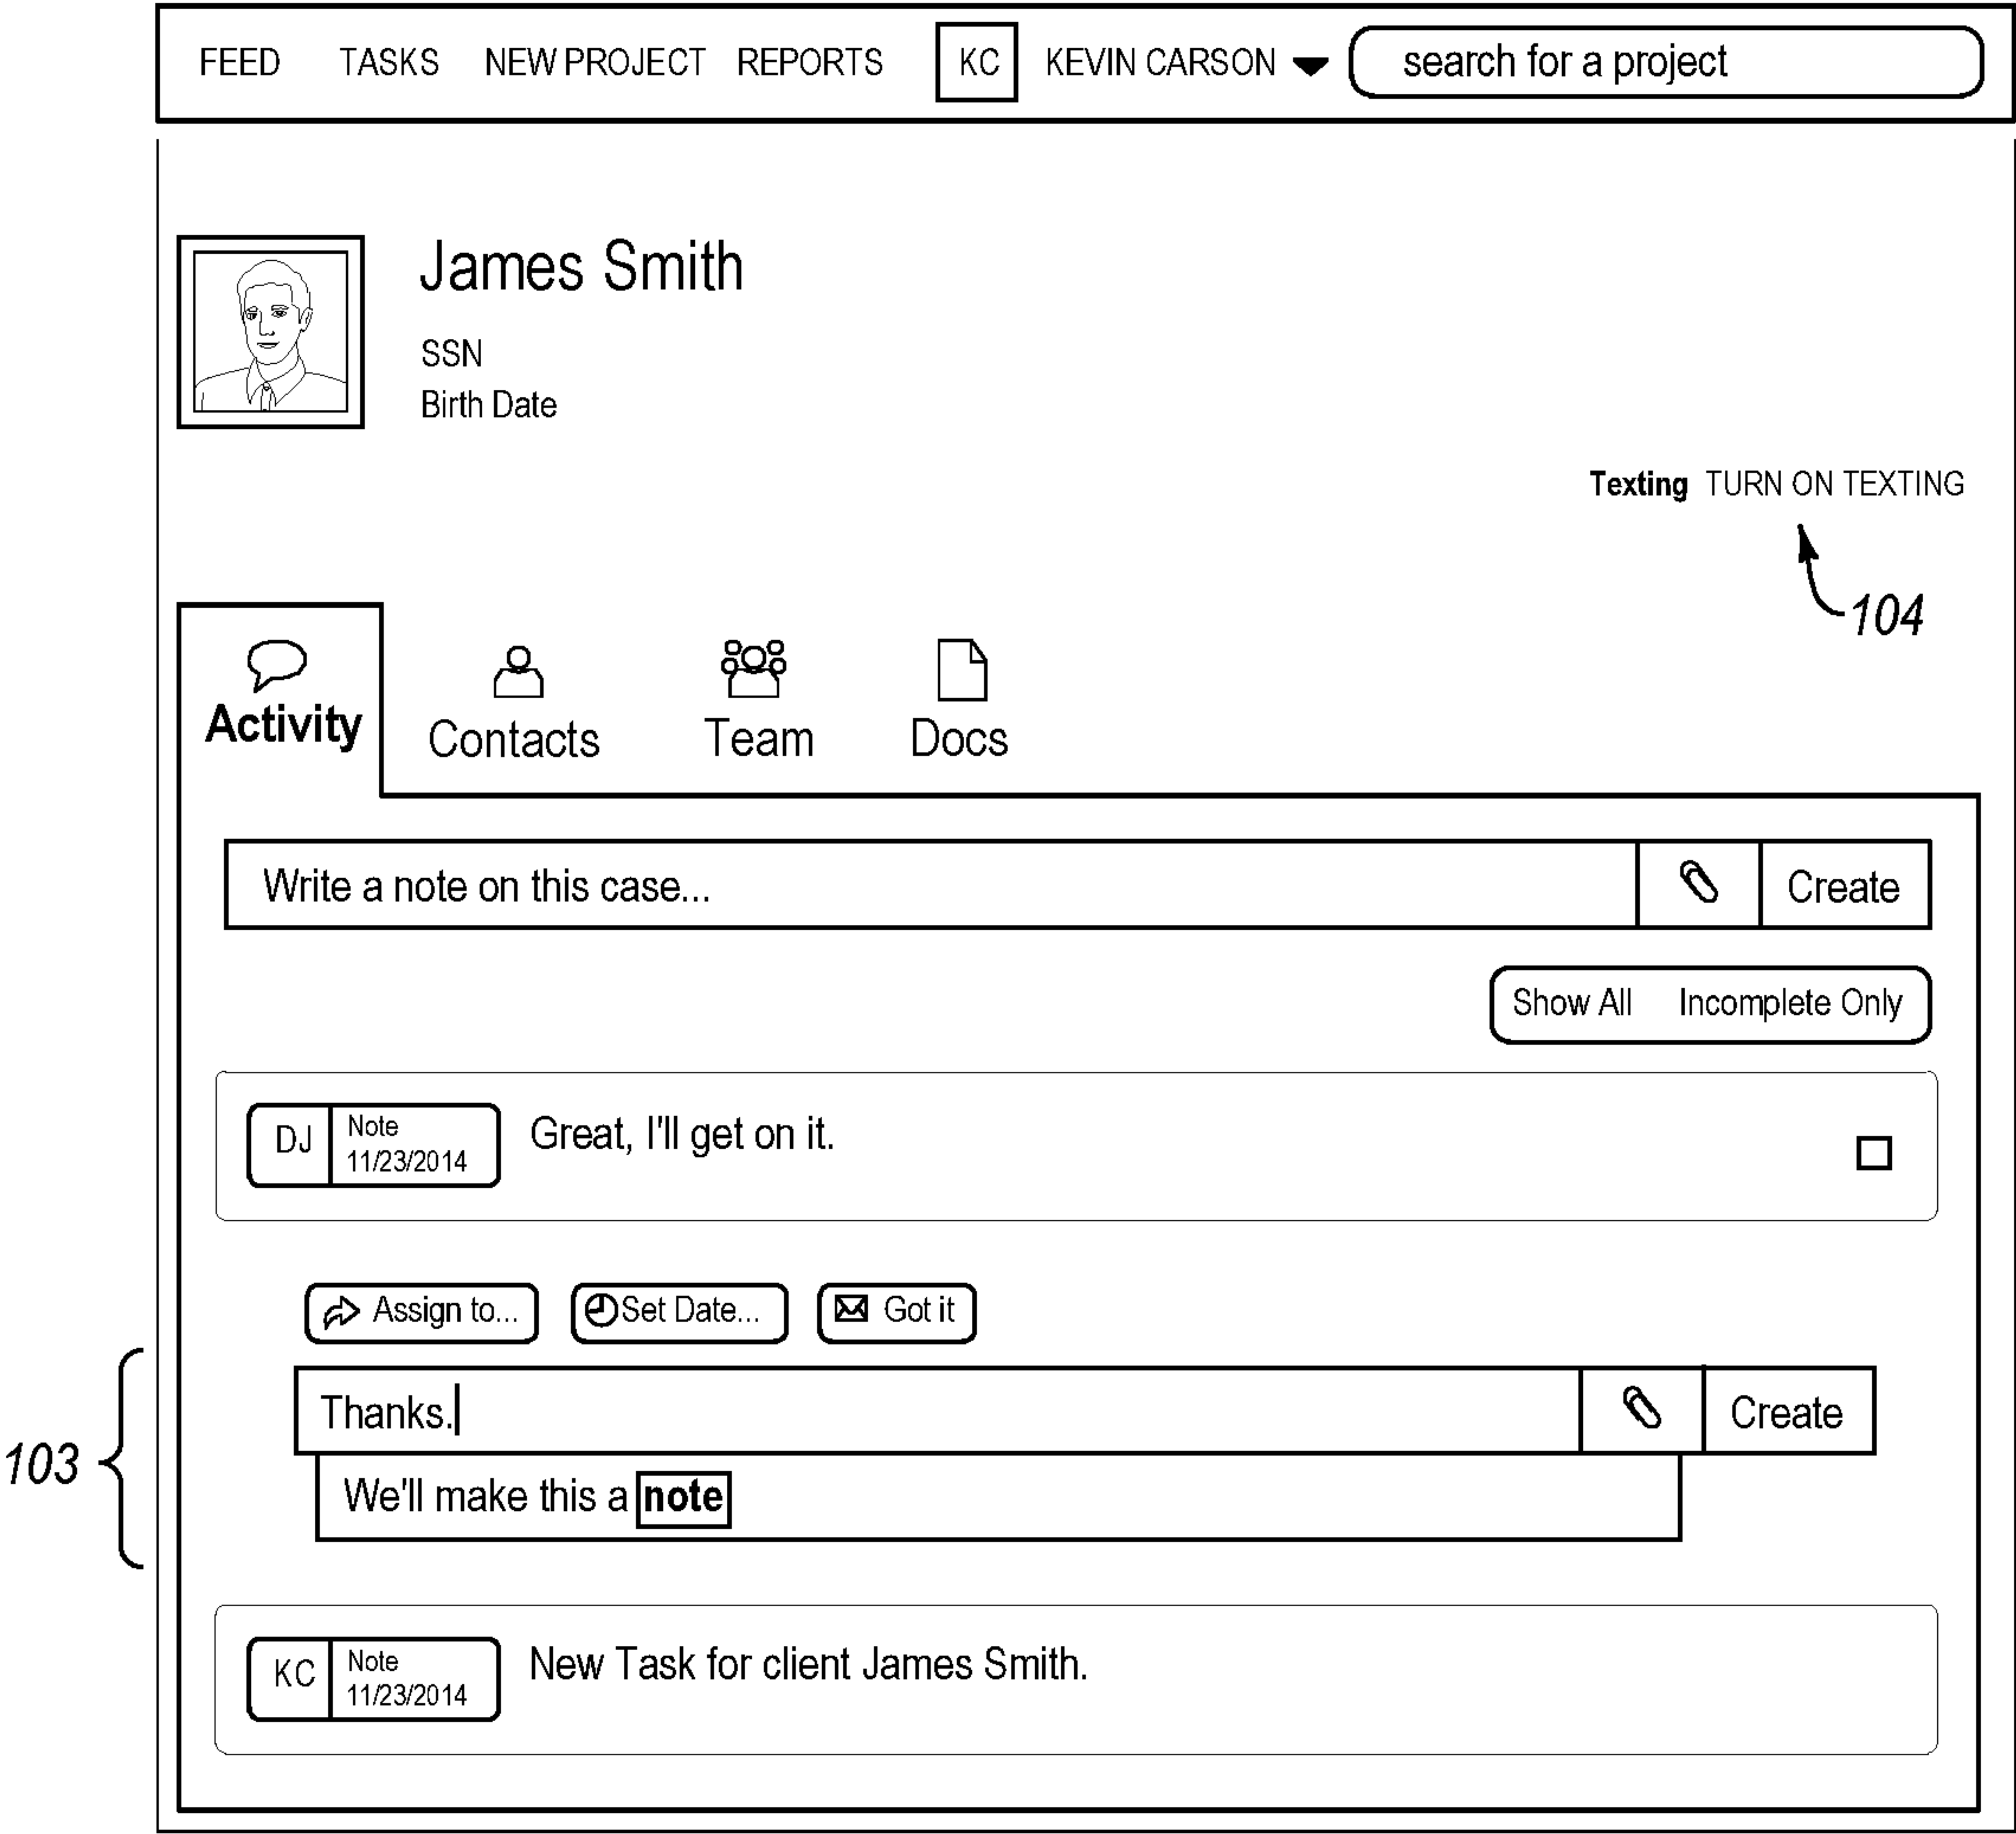 FEED TASKS NEW PROJECT REPORTS KC KEVIN CARSON search for a project
James Smith
SSN
Birth Date
Texting TURN ON TEXTING
104
Activity Contacts Team Docs
Write a note on this case... Create
Show All Incomplete Only
DJ Note 11/23/2014 Great, I'll get on it.
Assign to... Set Date... Got it
Thanks. Create
103
We'll make this a note
KC Note 11/23/2014 New Task for client James Smith.